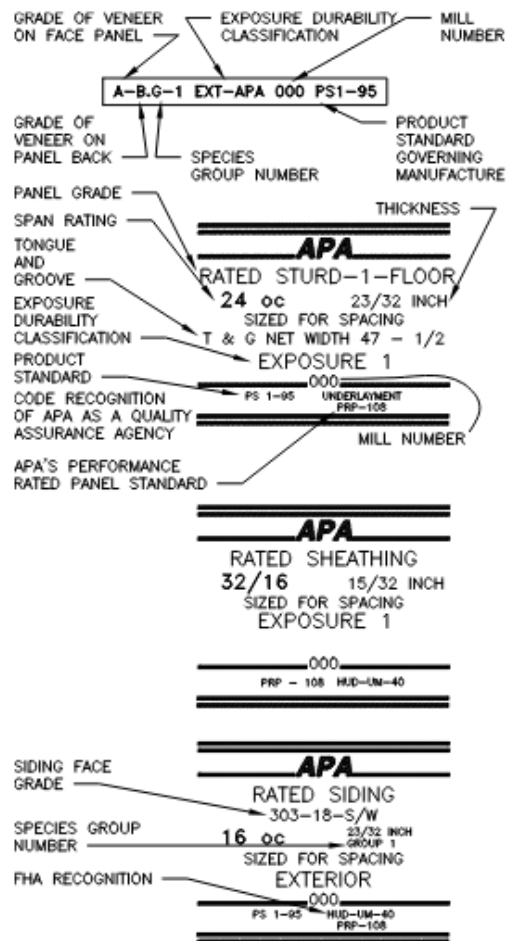 GRADE OF VENEER
ON FACE PANEL
EXPOSURE DURABILITY
CLASSIFICATION
MILL
NUMBER
A-B.G-1 EXT-APA 000 PS1-95
GRADE OF
VENEER ON
PANEL BACK
SPECIES
GROUP NUMBER
PRODUCT
STANDARD
GOVERNING
MANUFACTURE
PANEL GRADE
THICKNESS
SPAN RATING
TONGUE
AND
GROOVE
EXPOSURE
DURABILITY
CLASSIFICATION
PRODUCT
STANDARD
CODE RECOGNITION
OF APA AS A QUALITY
ASSURANCE AGENCY
APA'S PERFORMANCE
RATED PANEL STANDARD
APA
RATED STURD-1-FLOOR
24 oc 23/32 INCH
SIZED FOR SPACING
T & G NET WIDTH 47 - 1/2
EXPOSURE 1
000
PS 1-95 UNDERLAYMENT
PRP-108
MILL NUMBER
APA
RATED SHEATHING
32/16 15/32 INCH
SIZED FOR SPACING
EXPOSURE 1
000
PRP - 108 HUD-UM-40
SIDING FACE
GRADE
SPECIES GROUP
NUMBER
FHA RECOGNITION
APA
RATED SIDING
303-18-S/W
16 oc 23/32 INCH
GROUP 1
SIZED FOR SPACING
EXTERIOR
000
PS 1-95 HUD-UM-40
PRP-108